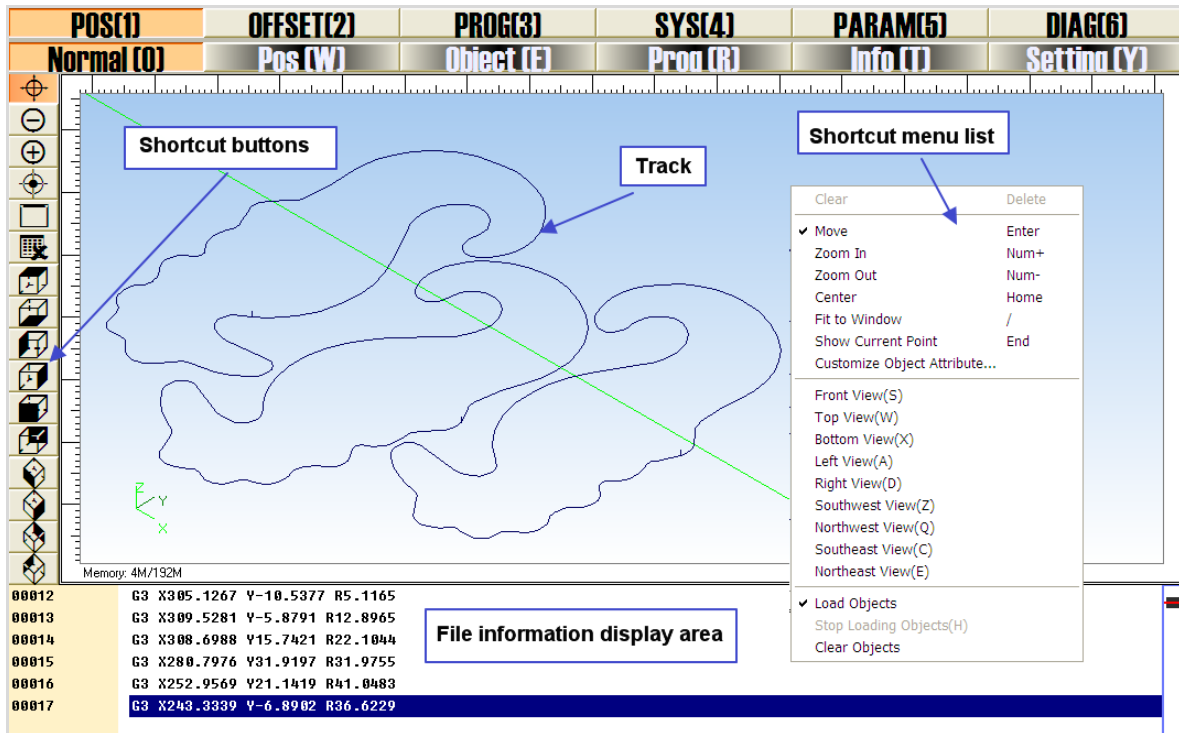 POS(1) OFFSET(2) PROG(3) SYS(4) PARAM(5) DIAG(6)
Normal (O) Pos (W) Object (E) Prog (R) Info (T) Setting (Y)
Shortcut buttons
Track
Shortcut menu list
Clear Delete
Move Enter
Zoom In Num+
Zoom Out Num-
Center Home
Fit to Window /
Show Current Point End
Customize Object Attribute...
Front View(S)
Top View(W)
Bottom View(X)
Left View(A)
Right View(D)
Southwest View(Z)
Northwest View(Q)
Southeast View(C)
Northeast View(E)
Load Objects
Stop Loading Objects(H)
Clear Objects
Z
Y
X
Memory: 4M/192M
00012 G3 X305.1267 Y-10.5377 R5.1165
00013 G3 X309.5281 Y-5.8791 R12.8965
00014 G3 X308.6988 Y15.7421 R22.1044
00015 G3 X280.7976 Y31.9197 R31.9755
00016 G3 X252.9569 Y21.1419 R41.0483
00017 G3 X243.3339 Y-6.8902 R36.6229
File information display area